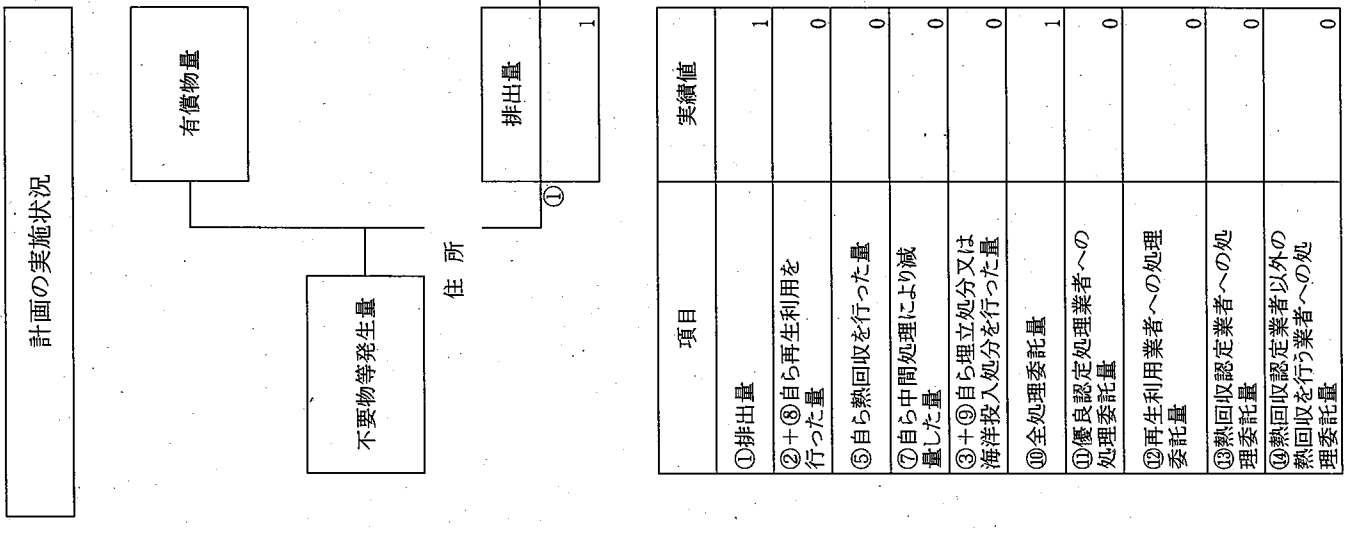 計画の実施状況
有償物量
不要物等発生量
住 所
①
排出量
1
項目
実績値
①排出量
1
②+⑧自ら再生利用を
行った量
0
⑤自ら熱回収を行った量
0
⑦自ら中間処理により減
量した量
0
③+⑨自ら埋立処分又は
海洋投入処分を行った量
0
⑩全処理委託量
1
⑪優良認定処理業者への
処理委託量
0
⑫再生利用業者への処理
委託量
0
⑬熱回収認定業者への処
理委託量
0
⑭熱回収認定業者以外の
熱回収を行う業者への処
理委託量
0